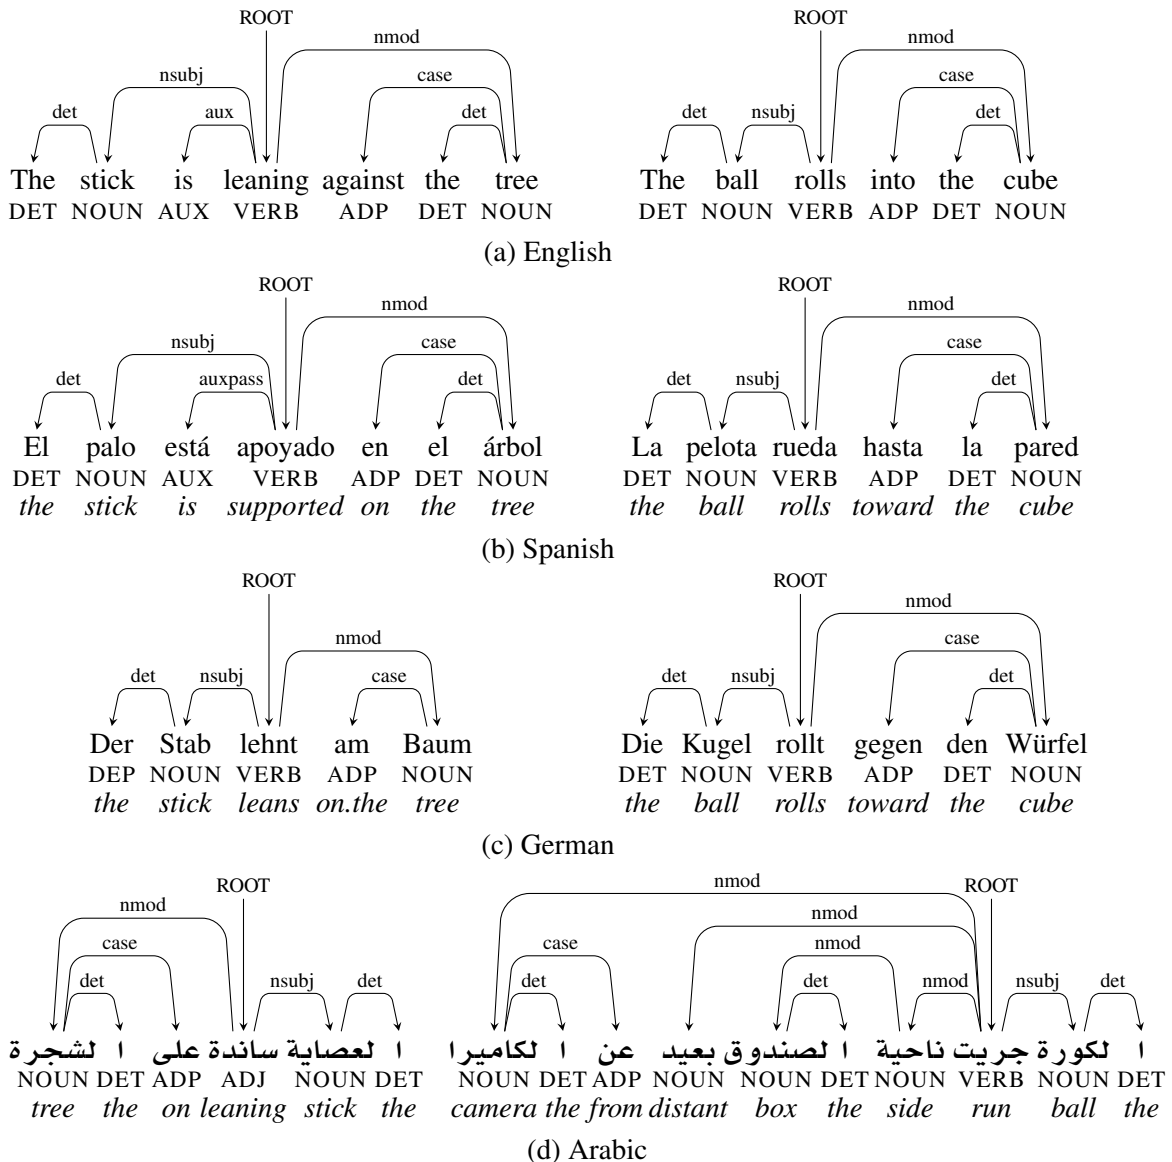 ROOT
nmod
nsubj
case
det
aux
det
The stick is leaning against the tree
DET NOUN AUX VERB ADP DET NOUN
ROOT
nmod
case
det
nsubj
det
The ball rolls into the cube
DET NOUN VERB ADP DET NOUN
(a) English
ROOT
nmod
nsubj
case
det
auxpass
det
El palo está apoyado en el árbol
DET NOUN AUX VERB ADP DET NOUN
the stick is supported on the tree
ROOT
nmod
case
det
nsubj
det
La pelota rueda hasta la pared
DET NOUN VERB ADP DET NOUN
the ball rolls toward the cube
(b) Spanish
ROOT
nmod
det
nsubj
case
Der Stab lehnt am Baum
DEP NOUN VERB ADP NOUN
the stick leans on.the tree
ROOT
nmod
case
det
nsubj
det
Die Kugel rollt gegen den Würfel
DET NOUN VERB ADP DET NOUN
the ball rolls toward the cube
(c) German
ROOT
nmod
case
det
nsubj
det
ا لعصاية ساندة على ا لشجرة
NOUN DET ADP ADJ NOUN DET
tree the on leaning stick the
nmod
ROOT
nmod
case
nmod
det
det
nmod
nsubj
det
ا لكورة جريت ناحية ا لصندوق بعيد عن ا لكاميرا
NOUN DET ADP NOUN NOUN DET NOUN VERB NOUN DET
camera the from distant box the side run ball the
(d) Arabic